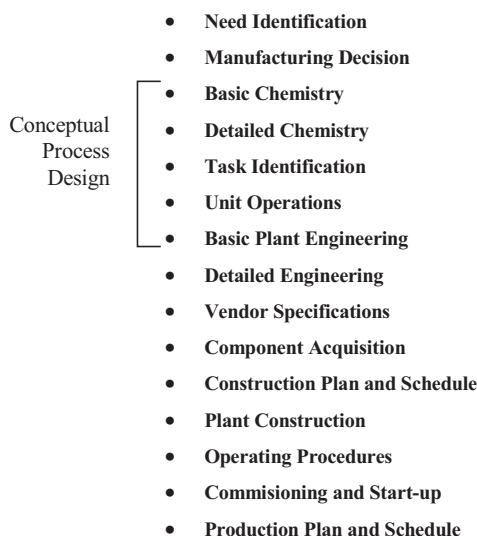 • Need Identification
• Manufacturing Decision
Conceptual
Process
Design
• Basic Chemistry
• Detailed Chemistry
• Task Identification
• Unit Operations
• Basic Plant Engineering
• Detailed Engineering
• Vendor Specifications
• Component Acquisition
• Construction Plan and Schedule
• Plant Construction
• Operating Procedures
• Commisioning and Start-up
• Production Plan and Schedule